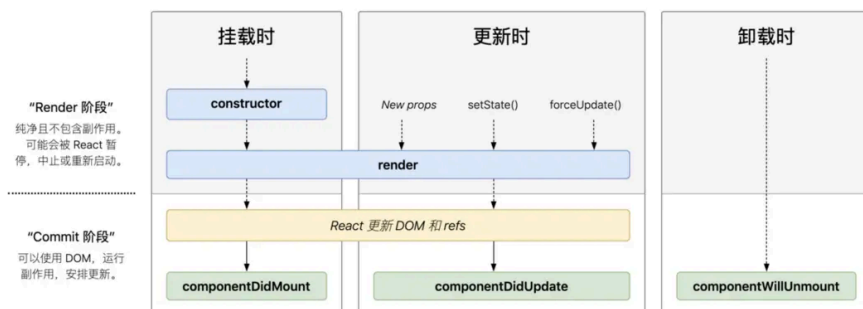 挂载时
更新时
卸载时
“Render 阶段”
纯净且不包含副作用。
可能会被 React 暂
停，中止或重新启动。
constructor
New props
setState()
forceUpdate()
render
“Commit 阶段”
可以使用 DOM，运行
副作用，安排更新。
React 更新 DOM 和 refs
componentDidMount
componentDidUpdate
componentWillUnmount